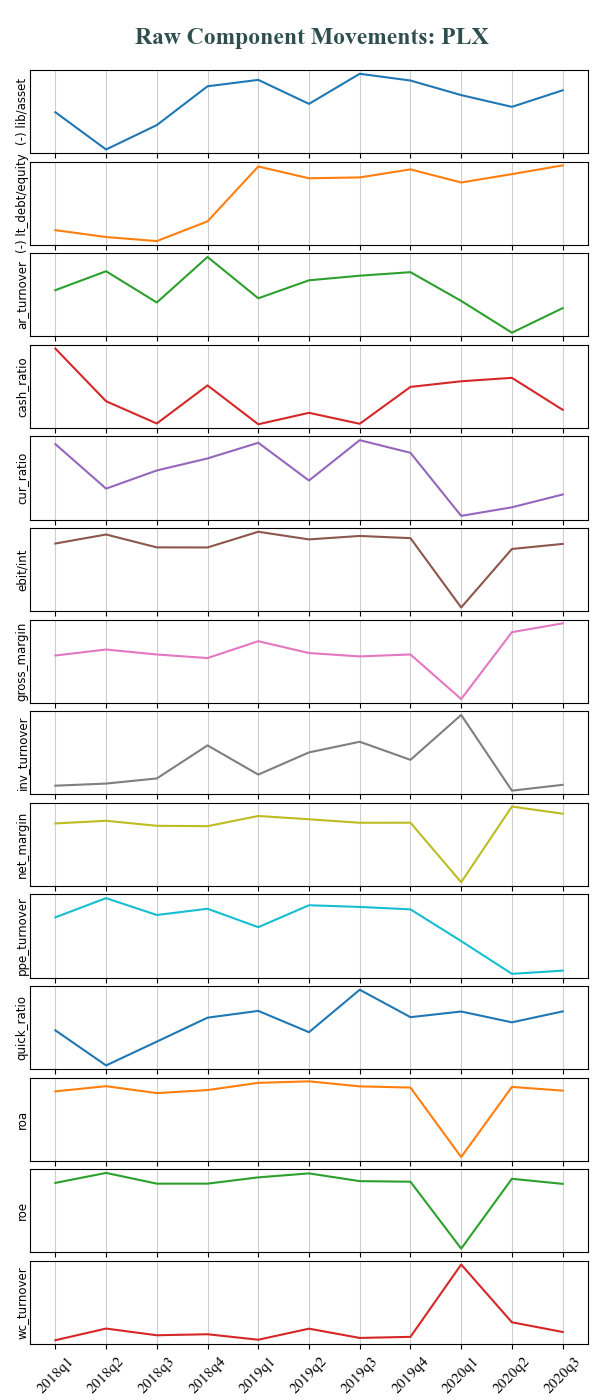 Raw Component Movements: PLX
(-) lib/asset
(-) lt_debt/equity
ar_turnover
cash_ratio
cur_ratio
ebit/int
gross_margin
inv_turnover
net_margin
ppe_turnover
quick_ratio
roa
roe
wc_turnover
2018q1 2018q2 2018q3 2018q4 2019q1 2019q2 2019q3 2019q4 2020q1 2020q2 2020q3